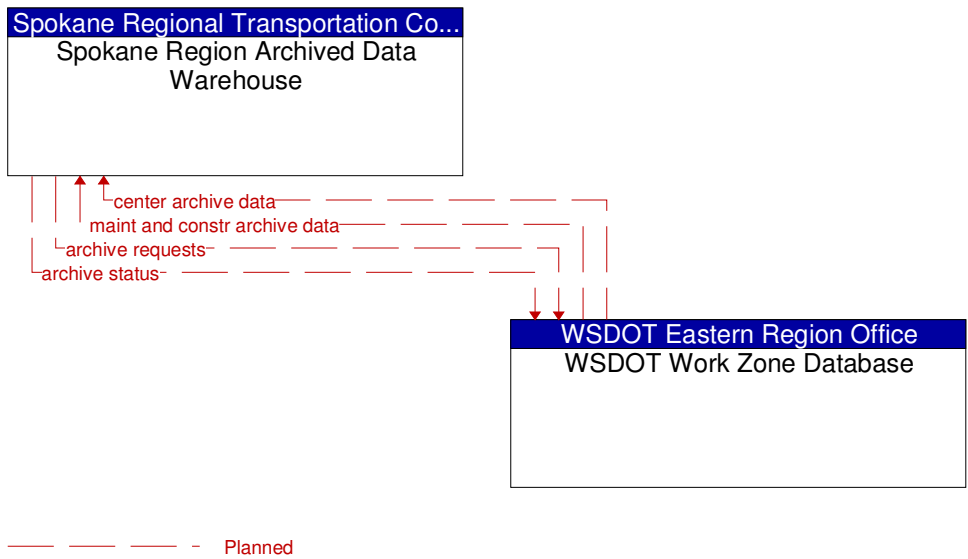 Spokane Regional Transportation Co...
Spokane Region Archived Data
Warehouse
center archive data
maint and constr archive data
archive requests
archive status
WSDOT Eastern Region Office
WSDOT Work Zone Database
Planned